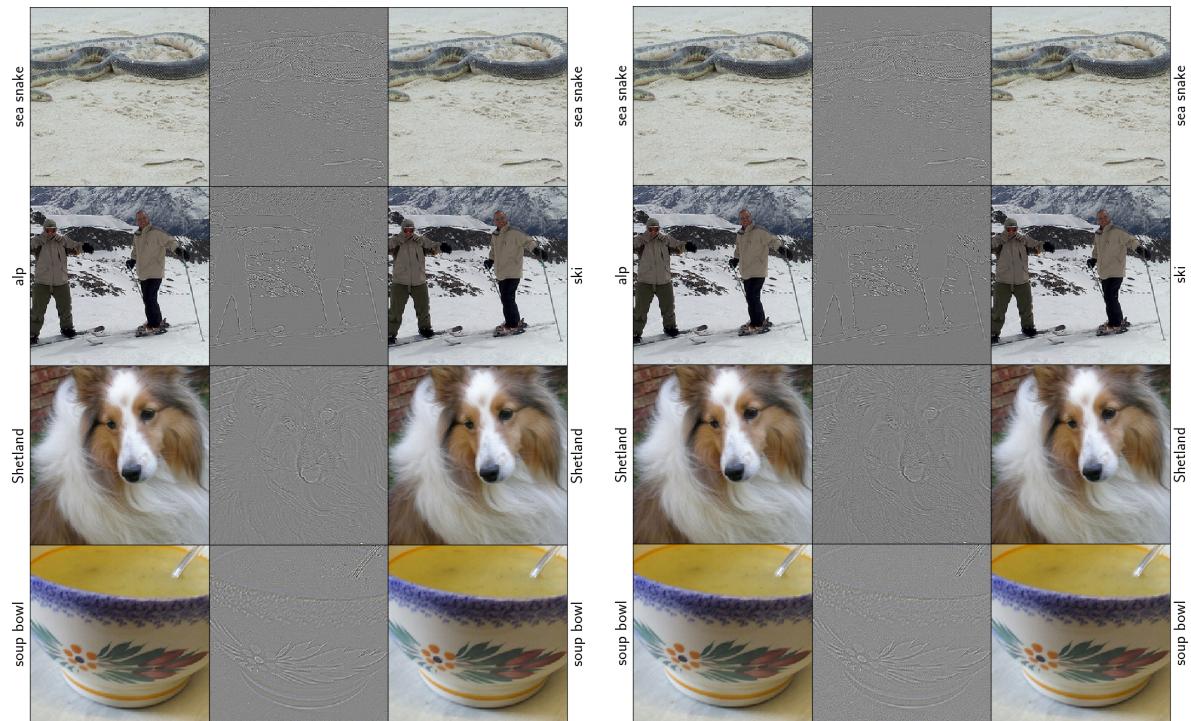 sea snake
sea snake
sea snake
sea snake
alp
ski
alp
ski
Shetland
Shetland
Shetland
Shetland
soup bowl
soup bowl
soup bowl
soup bowl